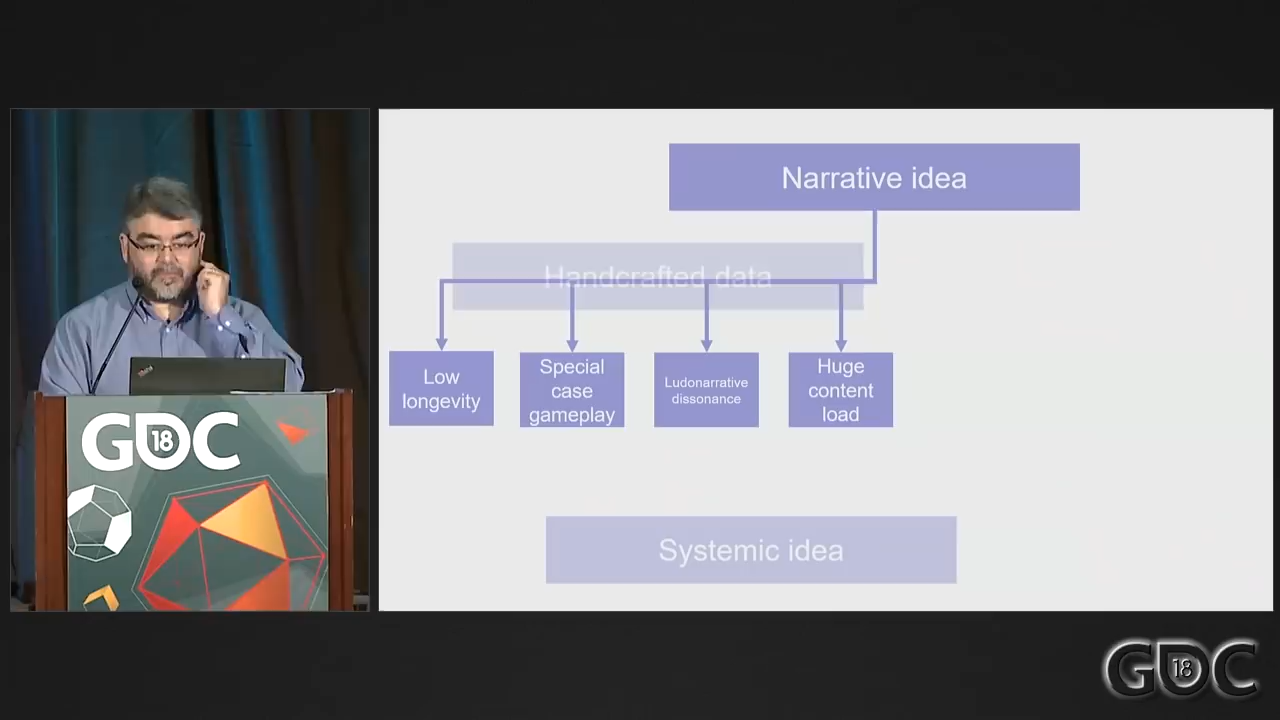 Narrative idea
Handcrafted data
Low
longevity
Special
case
gameplay
Ludonarrative
dissonance
Huge
content
load
Systemic idea
GDC
18
GDC
18